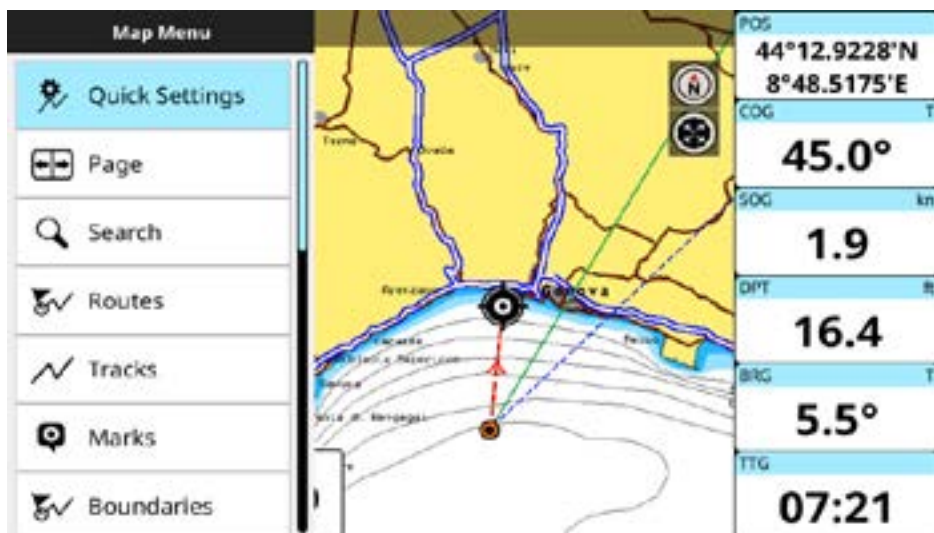 Map Menu
Quick Settings
Page
Search
Routes
Tracks
Marks
Boundaries
N
Genova
POS
44°12.9228'N
8°48.5175'E
COG T
45.0°
SOG kn
1.9
DPT ft
16.4
BRG T
5.5°
TTG
07:21